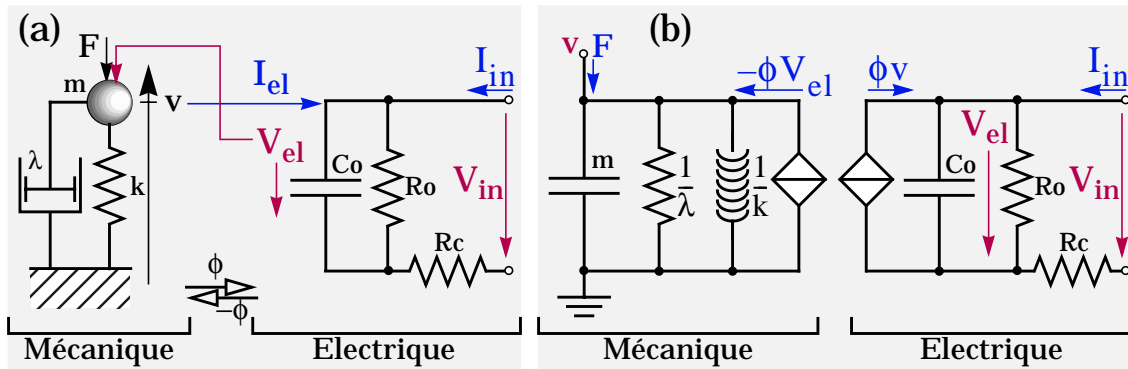 (a)
F
m
v
I_el
V_el
λ
k
Co
Ro
Rc
I_in
V_in
ϕ
−ϕ
Mécanique
Electrique
(b)
v
F
−ϕV_el
ϕv
I_in
m
1/λ
1/k
V_el
Co
Ro
V_in
Rc
Mécanique
Electrique